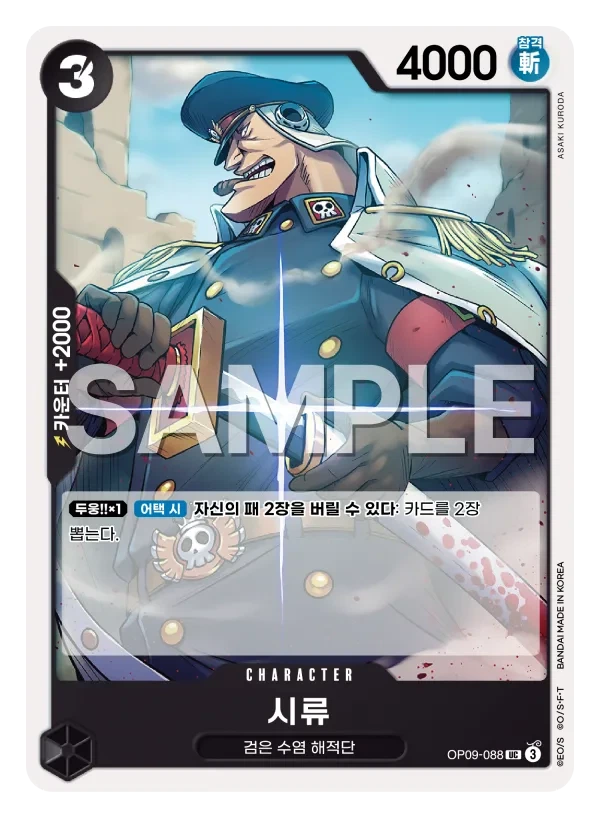 3
4000
참격
斬
ASAKI KURODA
⚡카운터 +2000
SAMPLE
두웅!!×1 어택 시 자신의 패 2장을 버릴 수 있다: 카드를 2장
뽑는다.
CHARACTER
시류
검은 수염 해적단
OP09-088 UC 3
©EO/S ©O/S·F·T BANDAI MADE IN KOREA